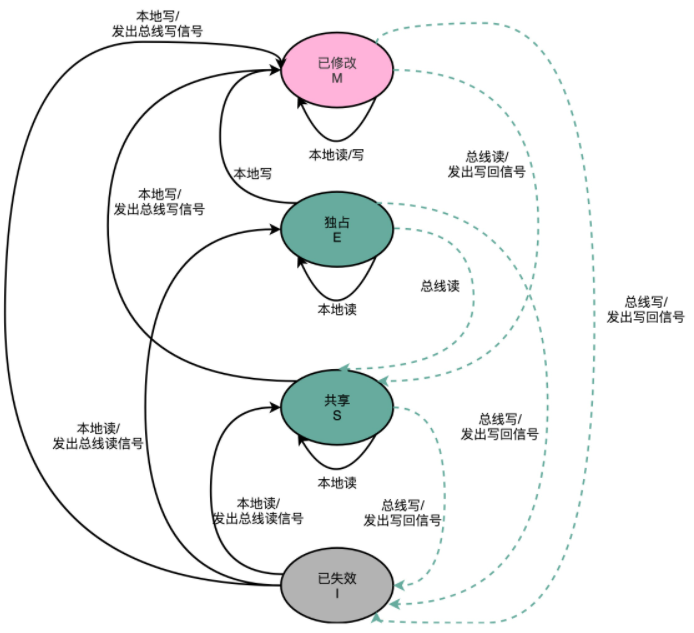 本地写/
发出总线写信号
已修改
M
本地读/写
总线读/
发出写回信号
本地写
本地写/
发出总线写信号
独占
E
总线读
本地读
总线写/
发出写回信号
共享
S
总线写/
发出写回信号
本地读/
发出总线读信号
本地读
本地读/
发出总线读信号
总线写/
发出写回信号
已失效
I